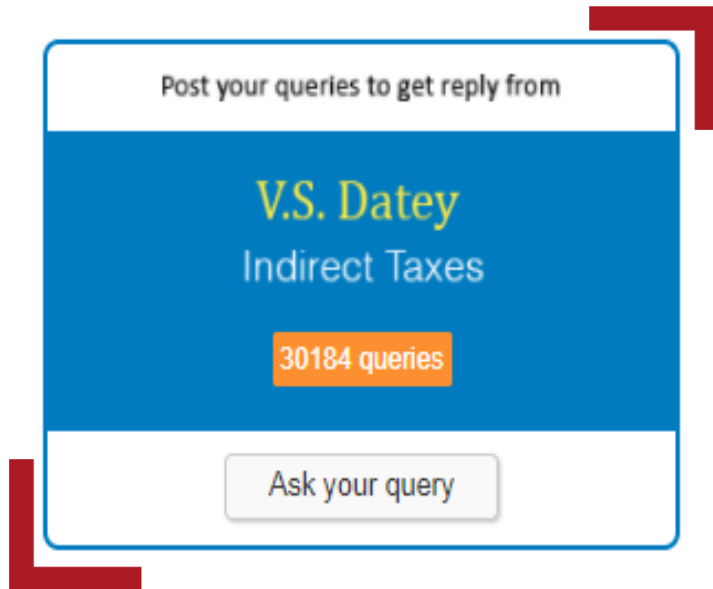 Post your queries to get reply from
V.S. Datey
Indirect Taxes
30184 queries
Ask your query